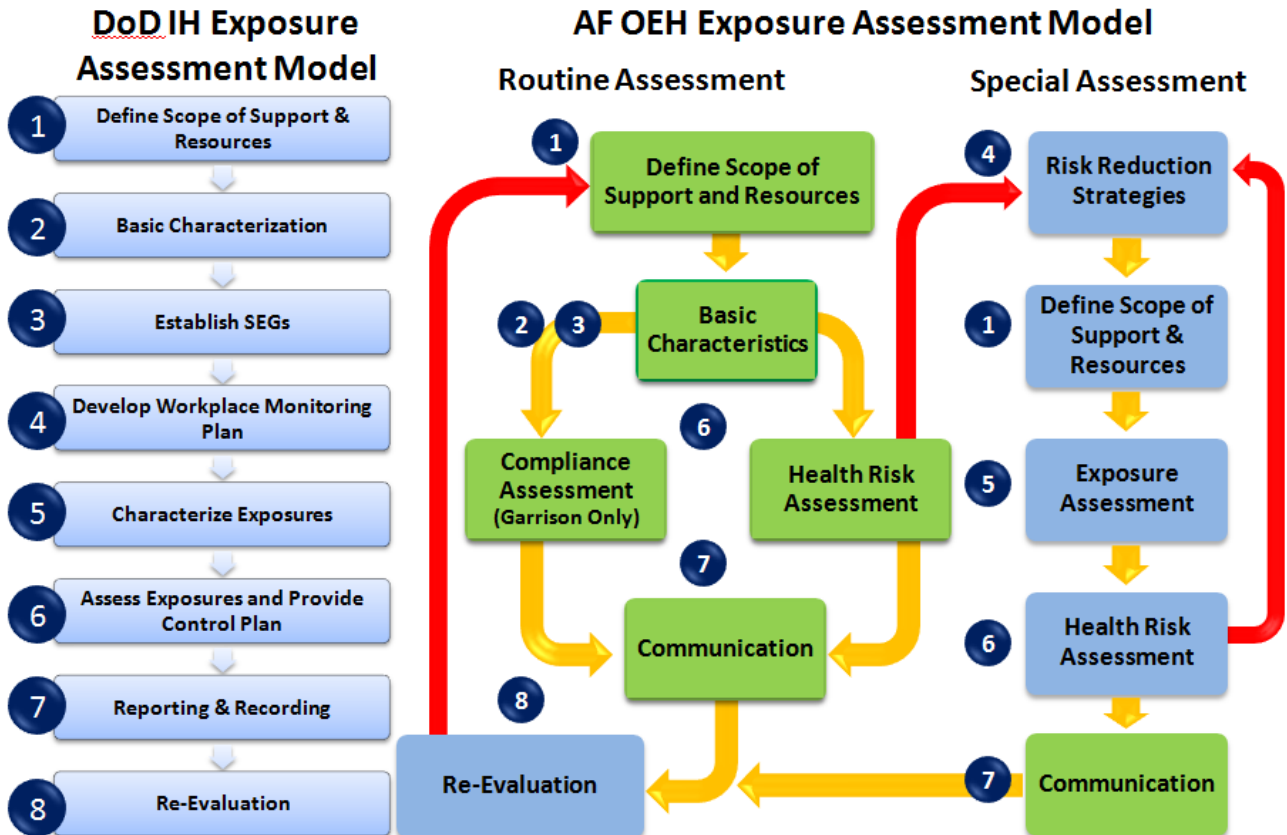 DoD IH Exposure
Assessment Model
1
Define Scope of Support &
Resources
2
Basic Characterization
3
Establish SEGs
4
Develop Workplace Monitoring
Plan
5
Characterize Exposures
6
Assess Exposures and Provide
Control Plan
7
Reporting & Recording
8
Re-Evaluation
AF OEH Exposure Assessment Model
Routine Assessment
1
Define Scope of
Support and Resources
2
3
Basic
Characteristics
6
Compliance
Assessment
(Garrison Only)
Health Risk
Assessment
7
Communication
8
Re-Evaluation
Special Assessment
4
Risk Reduction
Strategies
1
Define Scope of
Support &
Resources
5
Exposure
Assessment
6
Health Risk
Assessment
7
Communication